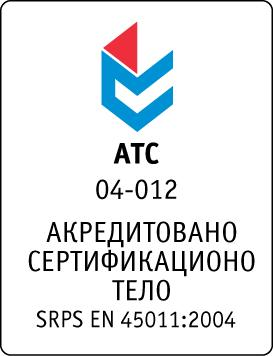 АТС
04-012
АКРЕДИТОВАНО
СЕРТИФИКАЦИОНО
ТЕЛО
SRPS EN 45011:2004